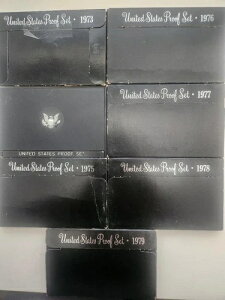 United States Proof Set • 1973
United States Proof Set • 1976
UNITED STATES PROOF SET
United States Proof Set • 1977
United States Proof Set • 1975
United States Proof Set • 1978
United States Proof Set • 1979